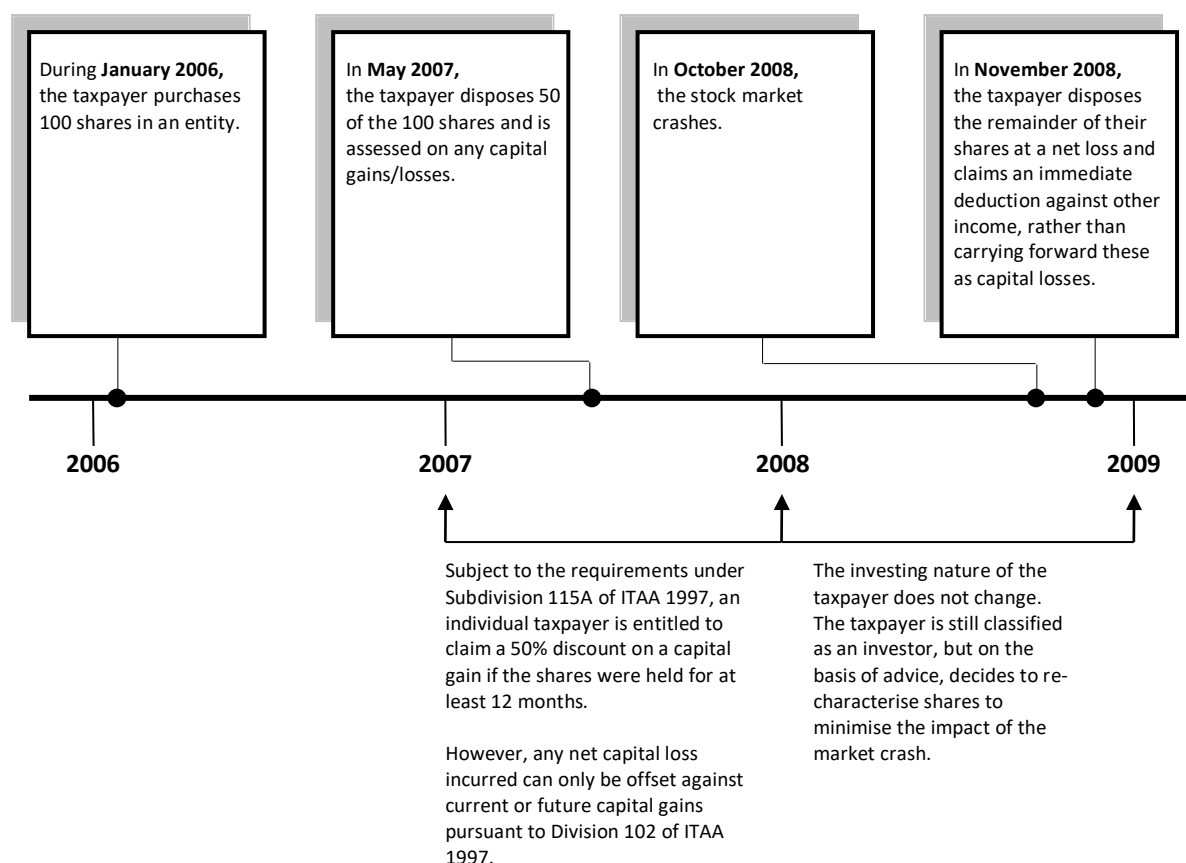 During January 2006,
the taxpayer purchases
100 shares in an entity.
In May 2007,
the taxpayer disposes 50
of the 100 shares and is
assessed on any capital
gains/losses.
In October 2008,
the stock market
crashes.
In November 2008,
the taxpayer disposes
the remainder of their
shares at a net loss and
claims an immediate
deduction against other
income, rather than
carrying forward these
as capital losses.
2006
2007
2008
2009
Subject to the requirements under
Subdivision 115A of ITAA 1997, an
individual taxpayer is entitled to
claim a 50% discount on a capital
gain if the shares were held for at
least 12 months.
However, any net capital loss
incurred can only be offset against
current or future capital gains
pursuant to Division 102 of ITAA
1997.
The investing nature of the
taxpayer does not change.
The taxpayer is still classified
as an investor, but on the
basis of advice, decides to re-
characterise shares to
minimise the impact of the
market crash.